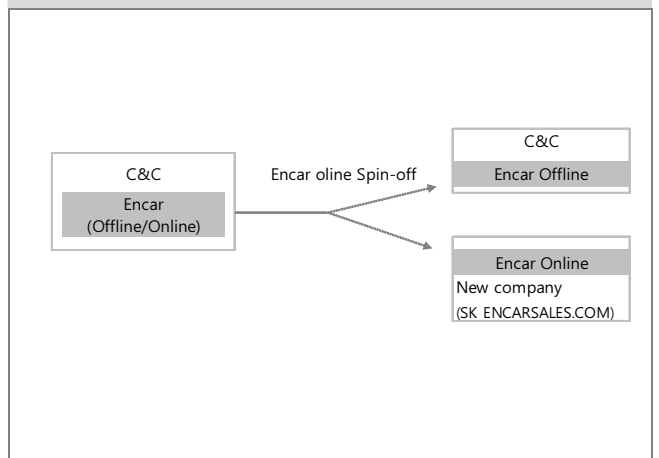 C&C
Encar
(Offline/Online)
Encar oline Spin-off
C&C
Encar Offline
Encar Online
New company
(SK ENCARSALES.COM)